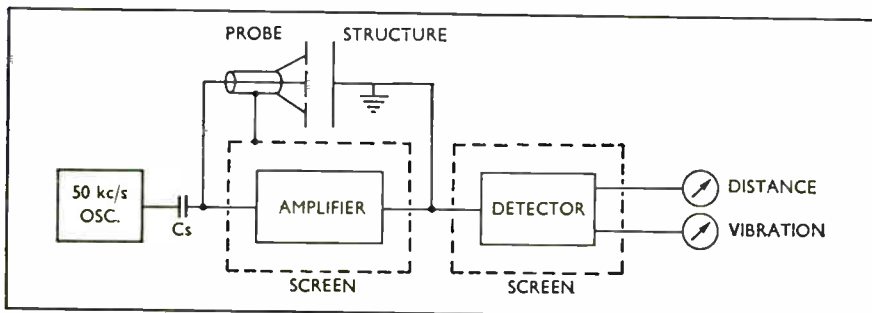 PROBE STRUCTURE
50 kc/s
OSC.
Cs
AMPLIFIER
DETECTOR
DISTANCE
VIBRATION
SCREEN
SCREEN